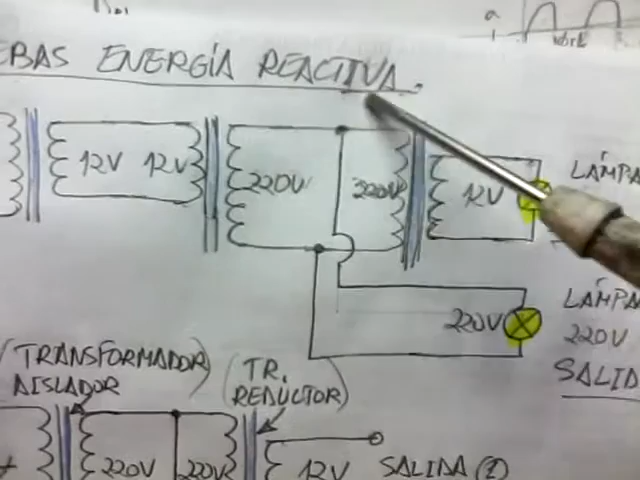 EBAS ENERGÍA REACTIVA.
12V 12V 220V 220V 12V
LÁMPA
220V
LÁMPA
220V
SALID
(TRANSFORMADOR
AISLADOR)
(TR.
REDUCTOR)
220V 220V 12V SALIDA (2)